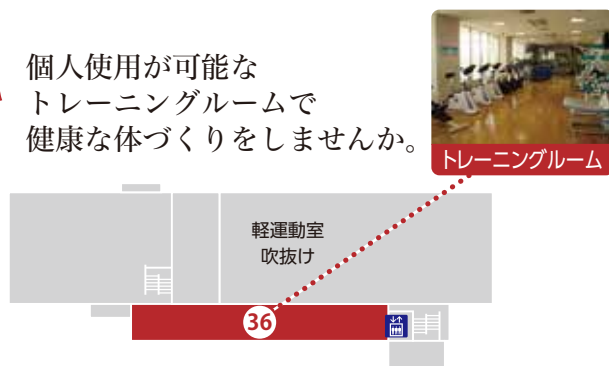 個人使用が可能な
トレーニングルームで
健康な体づくりをしませんか。
トレーニングルーム
軽運動室
吹抜け
36